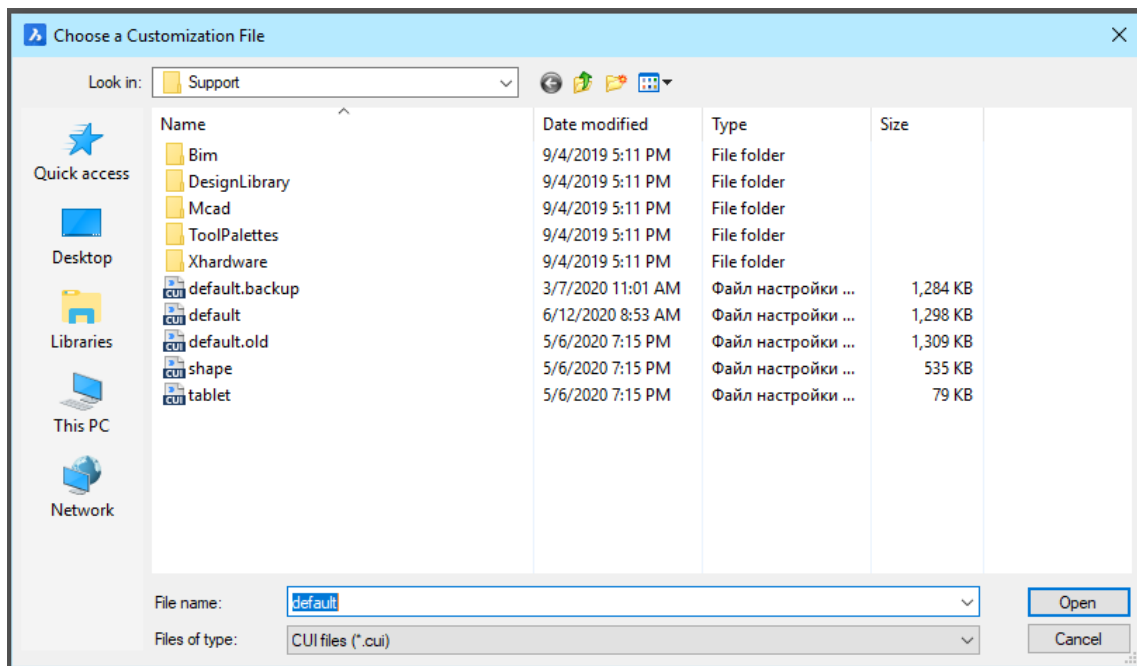 Choose a Customization File
Look in: Support
Name Date modified Type Size
Quick access
Desktop
Libraries
This PC
Network
Bim 9/4/2019 5:11 PM File folder
DesignLibrary 9/4/2019 5:11 PM File folder
Mcad 9/4/2019 5:11 PM File folder
ToolPalettes 9/4/2019 5:11 PM File folder
Xhardware 9/4/2019 5:11 PM File folder
CUI default.backup 3/7/2020 11:01 AM Файл настройки ... 1,284 KB
CUI default 6/12/2020 8:53 AM Файл настройки ... 1,298 KB
CUI default.old 5/6/2020 7:15 PM Файл настройки ... 1,309 KB
CUI shape 5/6/2020 7:15 PM Файл настройки ... 535 KB
CUI tablet 5/6/2020 7:15 PM Файл настройки ... 79 KB
File name: default Open
Files of type: CUI files (*.cui) Cancel